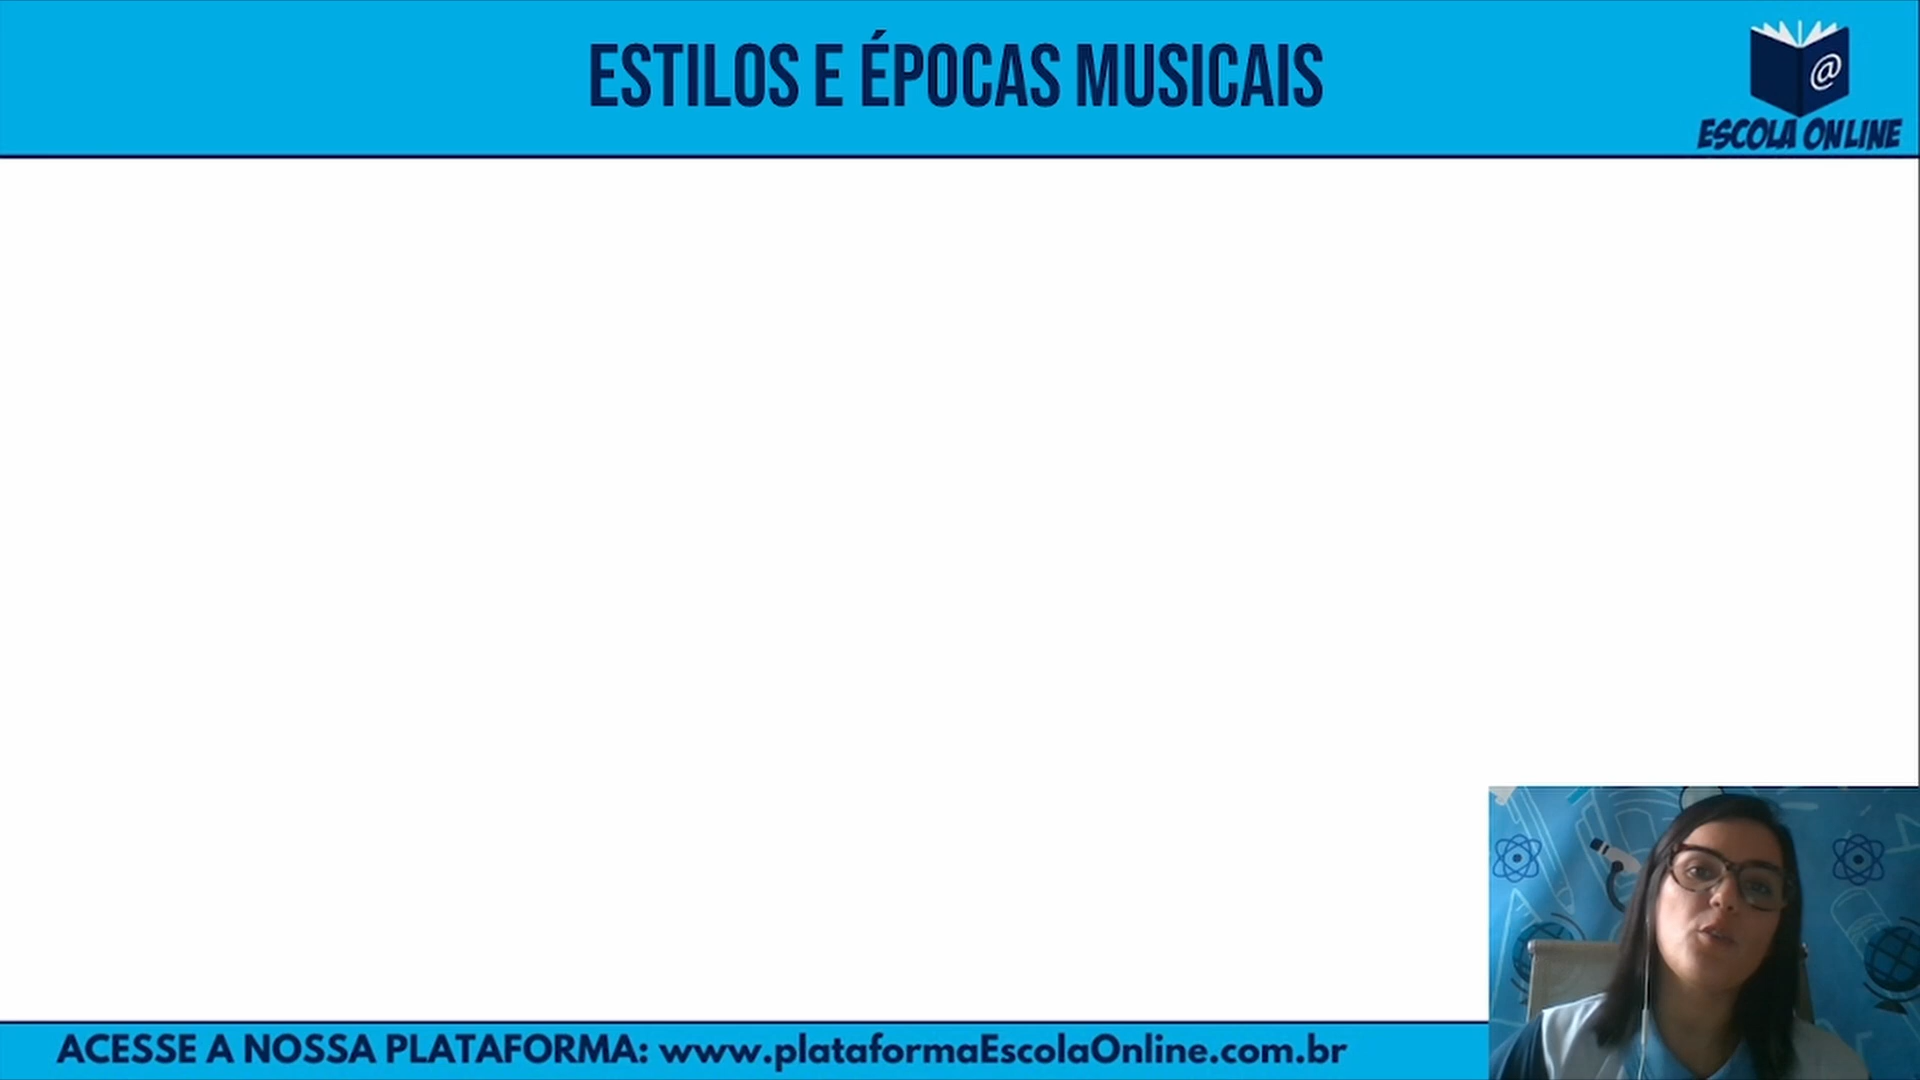 ESTILOS E ÉPOCAS MUSICAIS
@
ESCOLA ONLINE
ACESSE A NOSSA PLATAFORMA: www.plataformaEscolaOnline.com.br